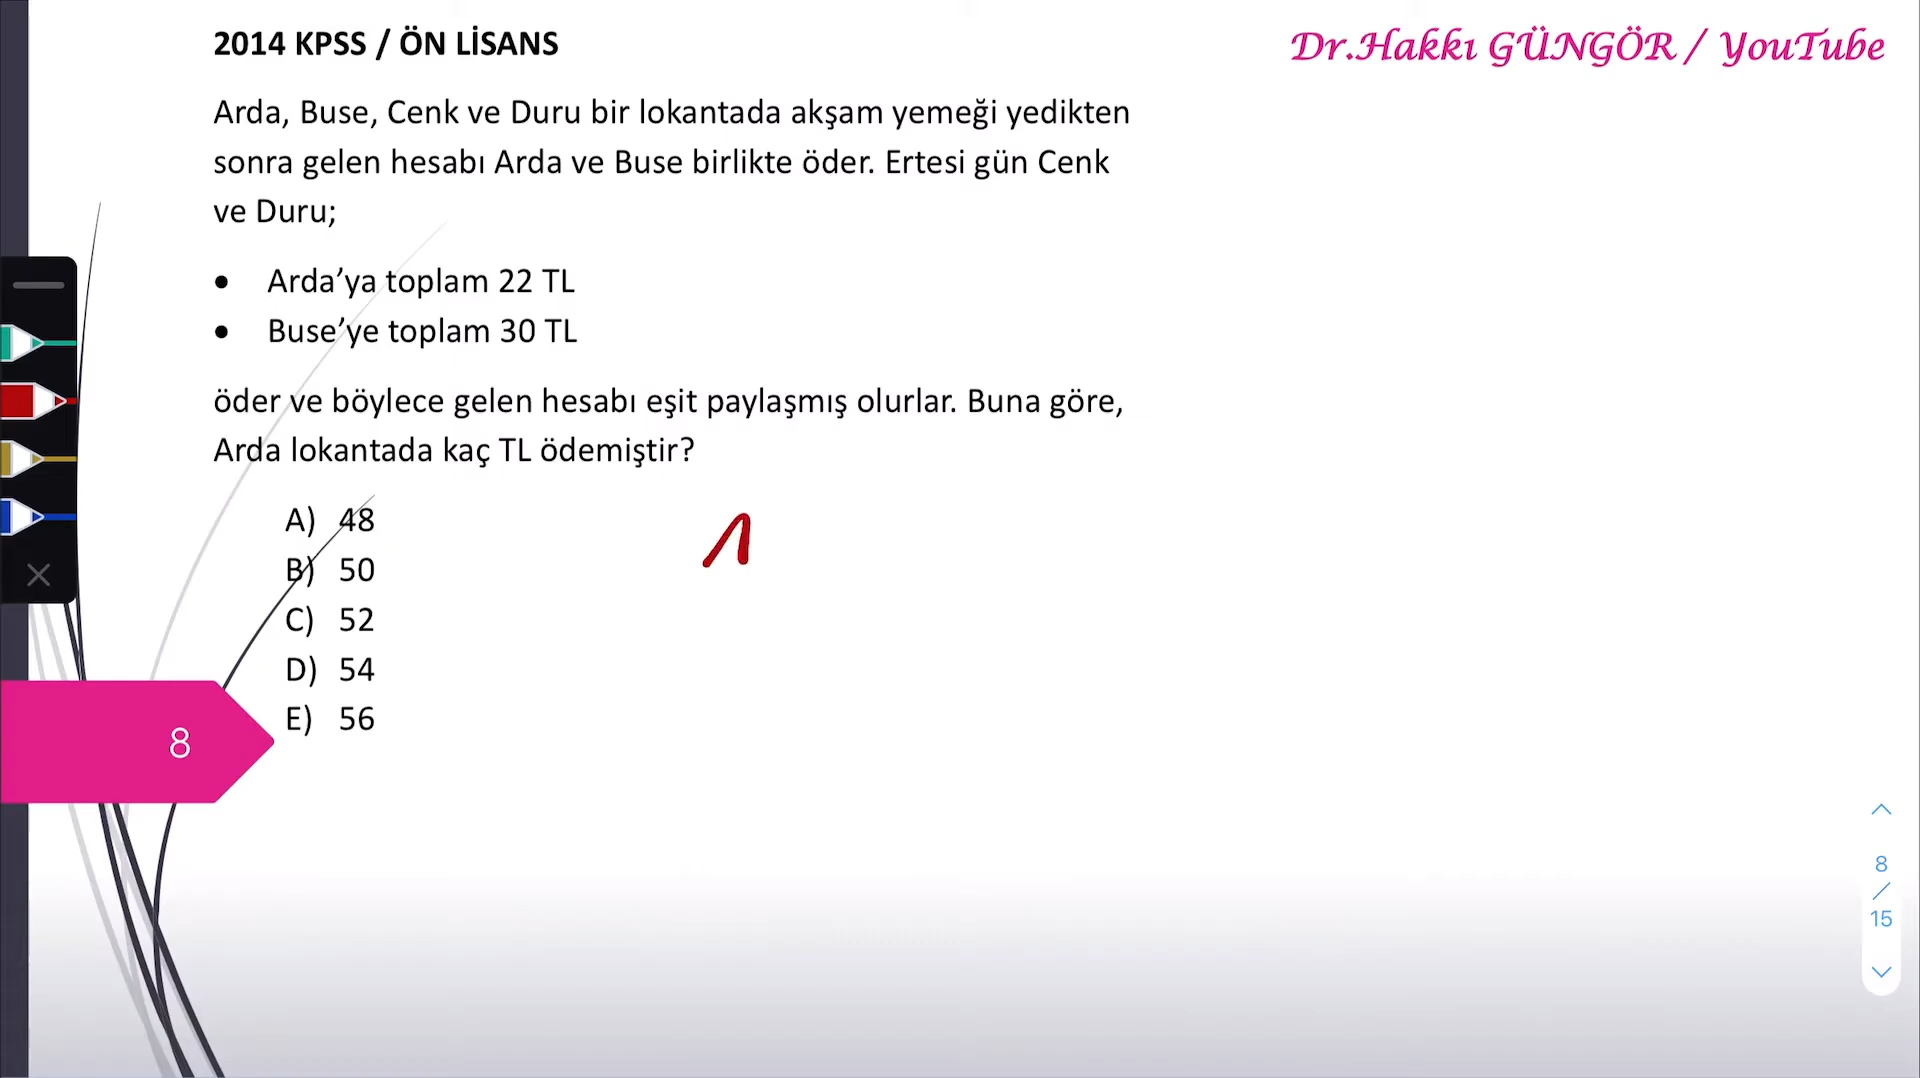 2014 KPSS / ÖN LİSANS
Dr.Hakkı GÜNGÖR / YouTube
Arda, Buse, Cenk ve Duru bir lokantada akşam yemeği yedikten
sonra gelen hesabı Arda ve Buse birlikte öder. Ertesi gün Cenk
ve Duru;
• Arda’ya toplam 22 TL
• Buse’ye toplam 30 TL
öder ve böylece gelen hesabı eşit paylaşmış olurlar. Buna göre,
Arda lokantada kaç TL ödemiştir?
A) 48
B) 50
C) 52
D) 54
E) 56
8
8
/
15